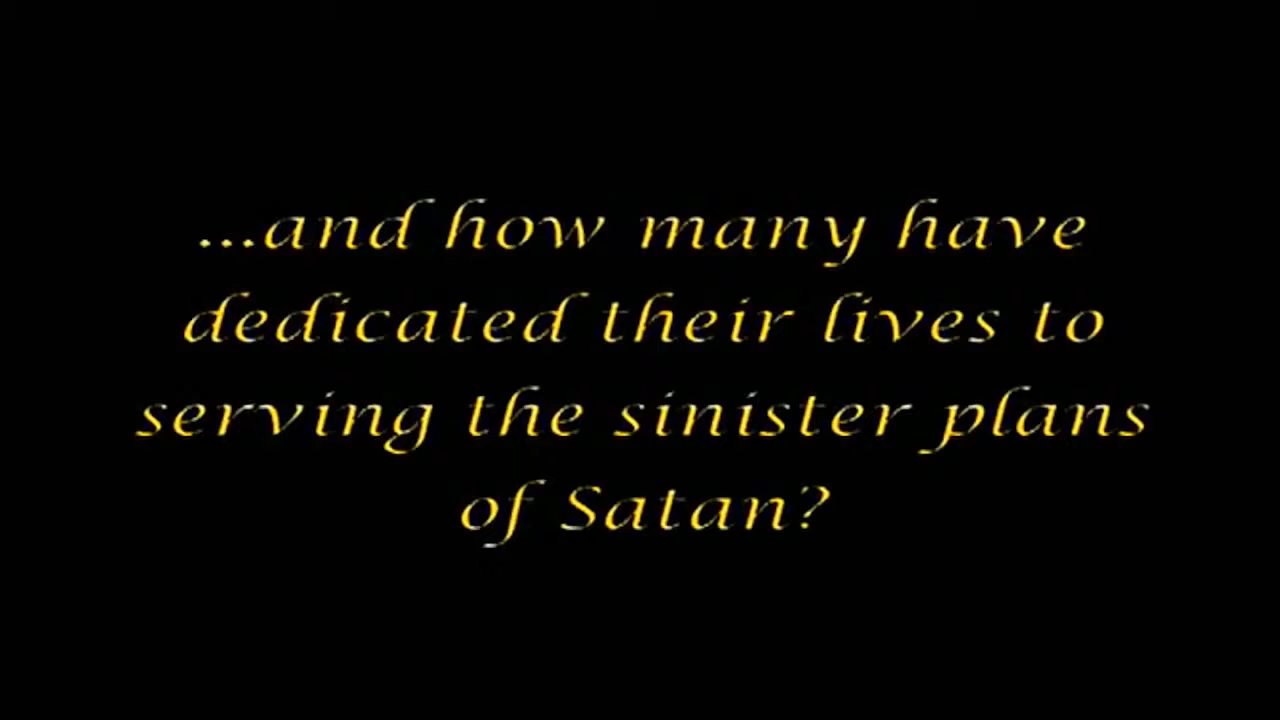 ...and how many have
dedicated their lives to
serving the sinister plans
of Satan?